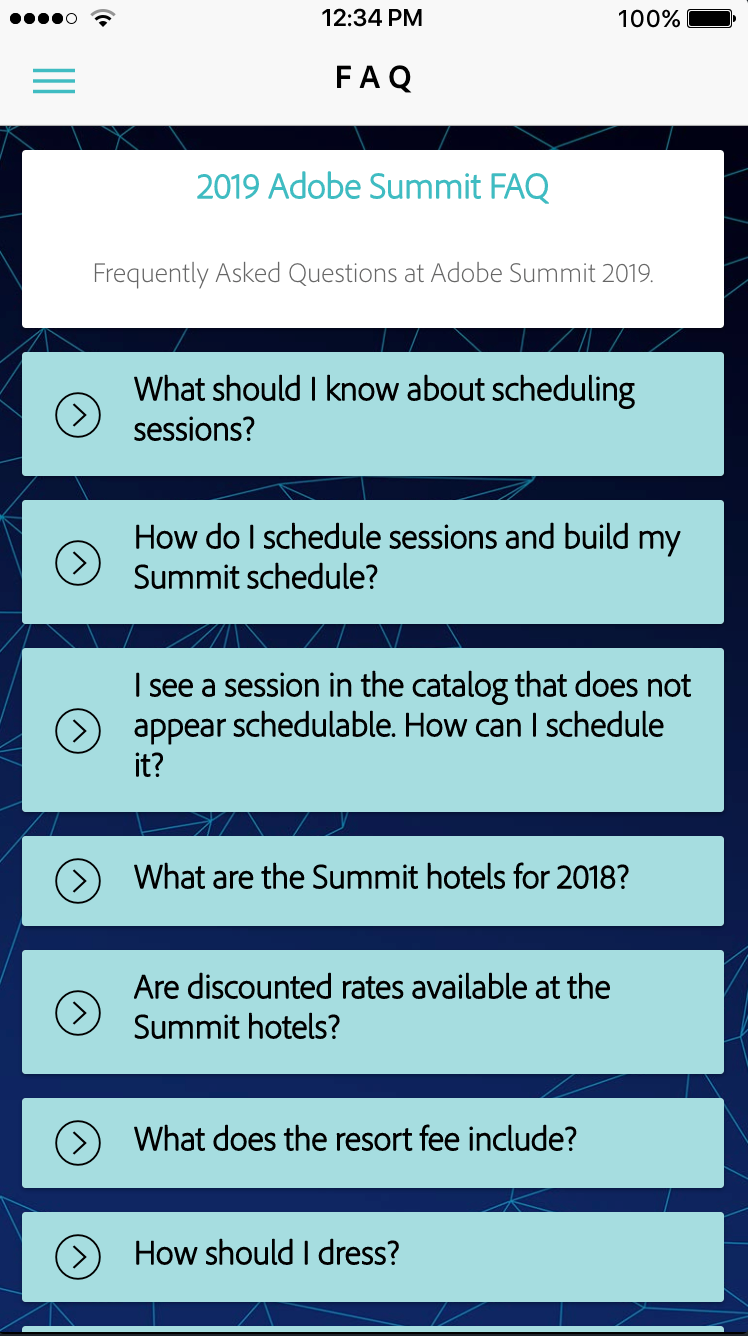 12:34 PM 100%
FAQ
2019 Adobe Summit FAQ
Frequently Asked Questions at Adobe Summit 2019.
What should I know about scheduling
sessions?
How do I schedule sessions and build my
Summit schedule?
I see a session in the catalog that does not
appear schedulable. How can I schedule
it?
What are the Summit hotels for 2018?
Are discounted rates available at the
Summit hotels?
What does the resort fee include?
How should I dress?